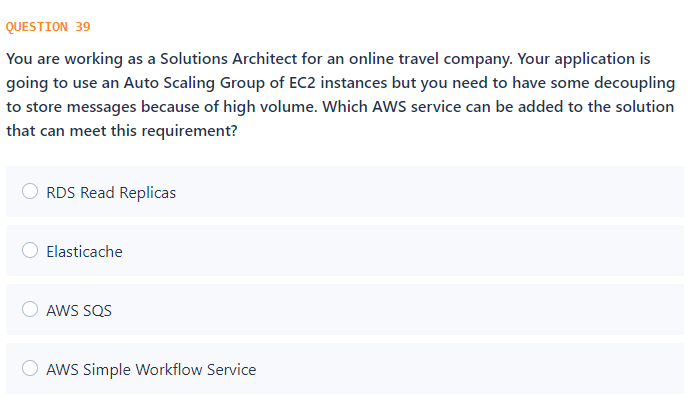 QUESTION 39
You are working as a Solutions Architect for an online travel company. Your application is
going to use an Auto Scaling Group of EC2 instances but you need to have some decoupling
to store messages because of high volume. Which AWS service can be added to the solution
that can meet this requirement?
RDS Read Replicas
Elasticache
AWS SQS
AWS Simple Workflow Service